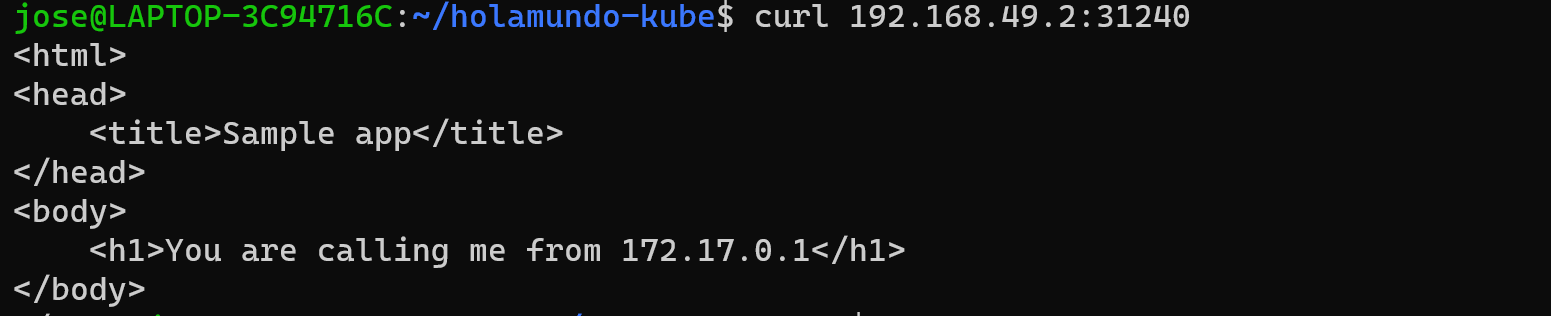 jose@LAPTOP-3C94716C:~/holamundo-kube$ curl 192.168.49.2:31240
<html>
<head>
    <title>Sample app</title>
</head>
<body>
    <h1>You are calling me from 172.17.0.1</h1>
</body>